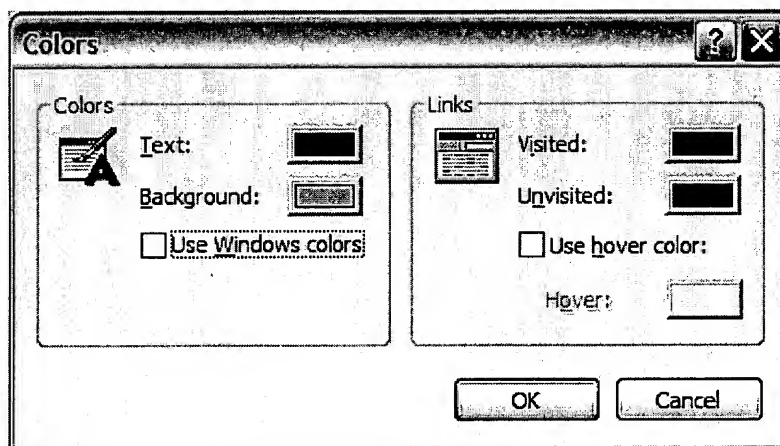 Colors
Colors
Text:
Background:
Use Windows colors
Links
Visited:
Unvisited:
Use hover color:
Hover:
OK
Cancel